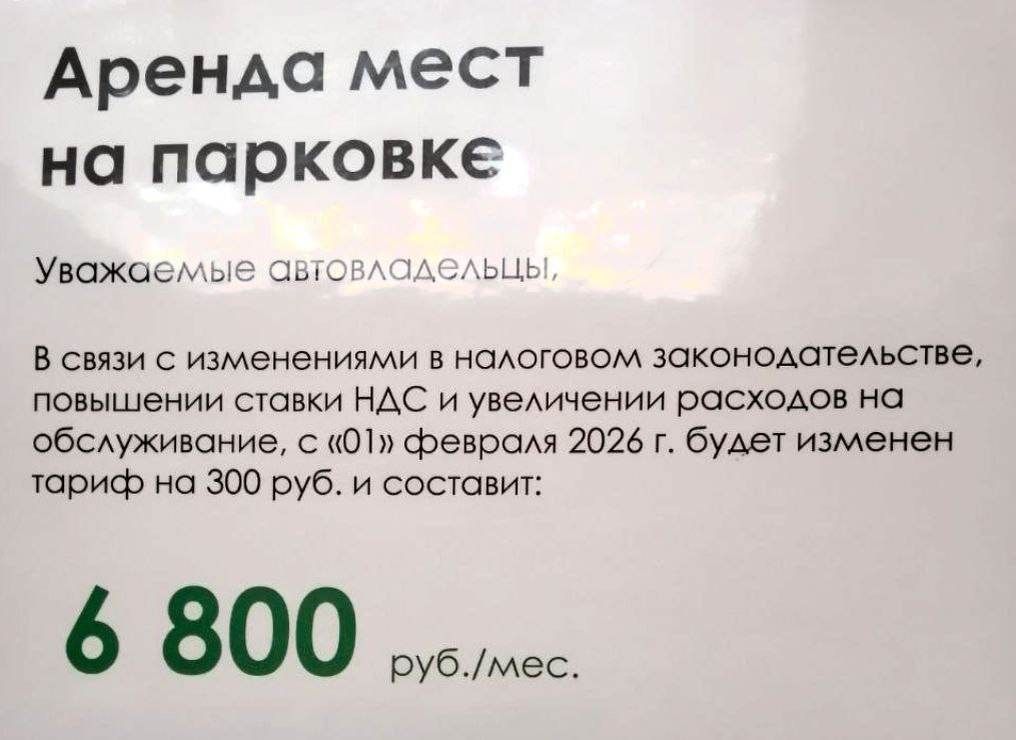 Аренда мест
на парковке
Уважаемые автовладельцы,
В связи с изменениями в налоговом законодательстве,
повышении ставки НДС и увеличении расходов на
обслуживание, с «01» февраля 2026 г. будет изменен
тариф на 300 руб. и составит:
6 800 руб./мес.